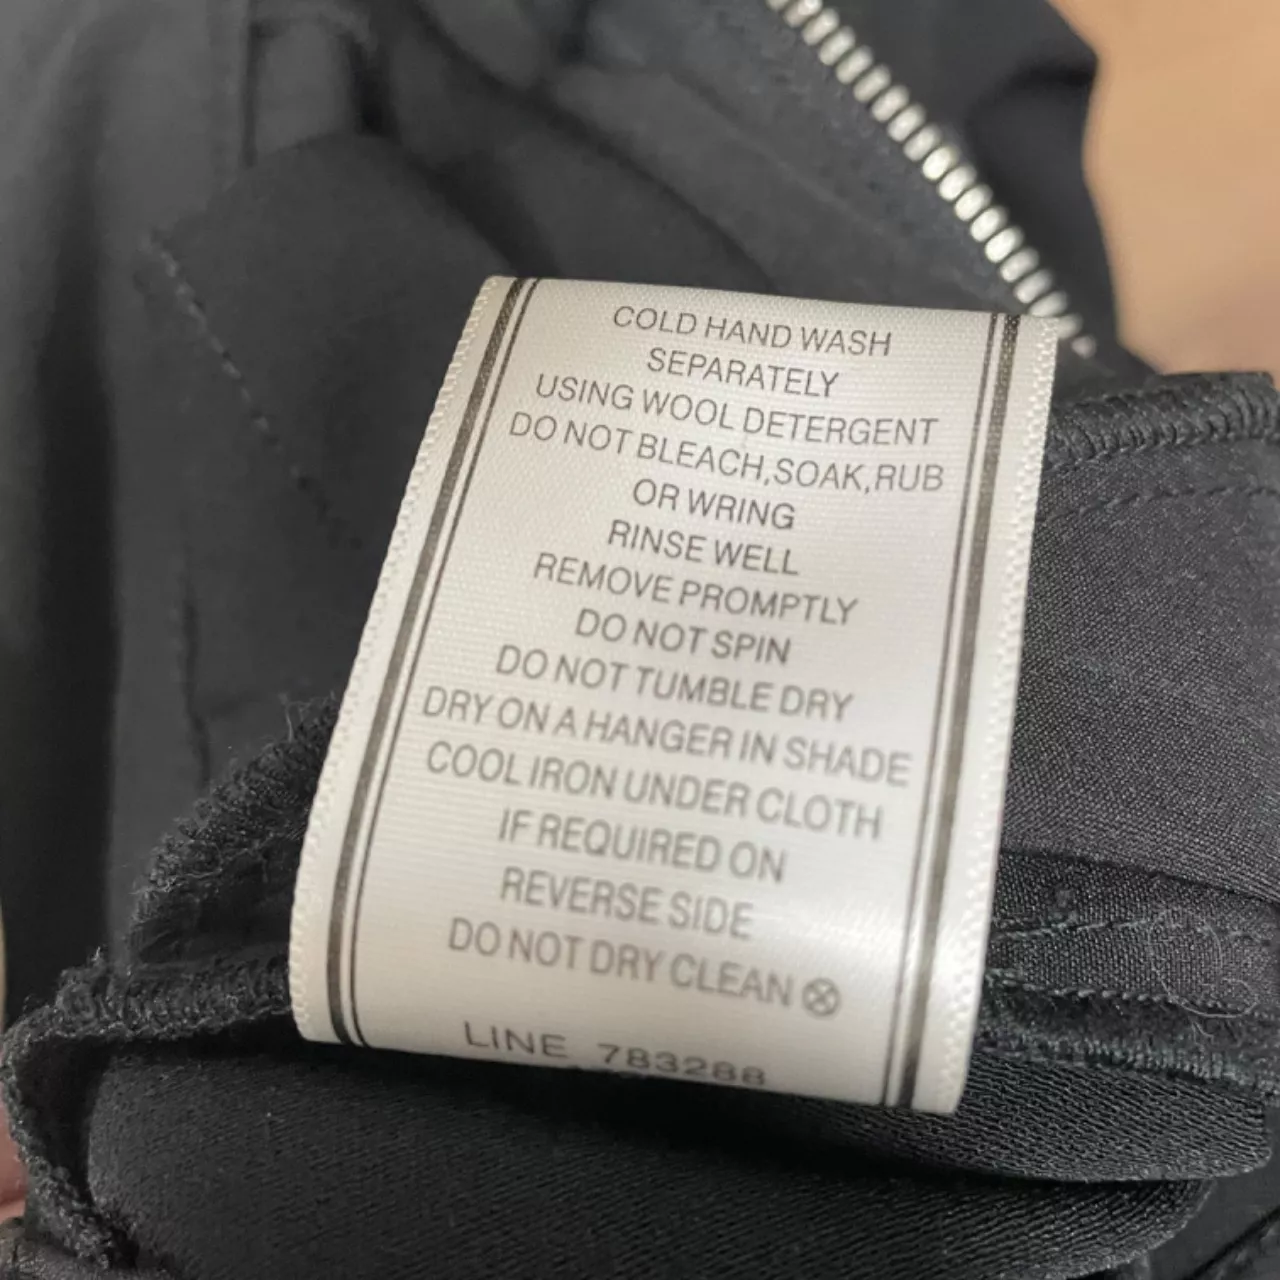 COLD HAND WASH
SEPARATELY
USING WOOL DETERGENT
DO NOT BLEACH,SOAK,RUB
OR WRING
RINSE WELL
REMOVE PROMPTLY
DO NOT SPIN
DO NOT TUMBLE DRY
DRY ON A HANGER IN SHADE
COOL IRON UNDER CLOTH
IF REQUIRED ON
REVERSE SIDE
DO NOT DRY CLEAN
LINE 783288